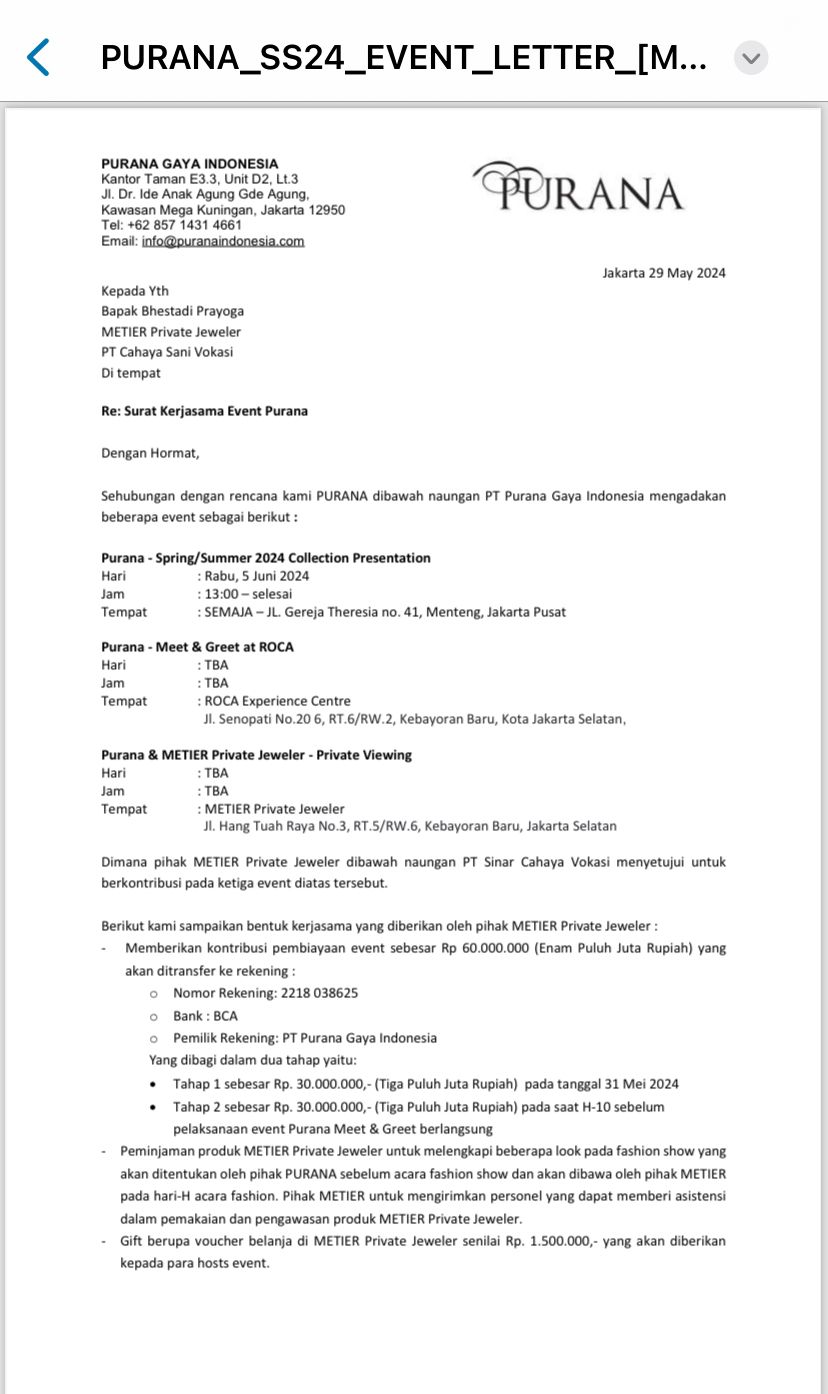 PURANA_SS24_EVENT_LETTER_[M...
PURANA GAYA INDONESIA
Kantor Taman E3.3, Unit D2, Lt.3
Jl. Dr. Ide Anak Agung Gde Agung,
Kawasan Mega Kuningan, Jakarta 12950
Tel: +62 857 1431 4661
Email: info@puranaindonesia.com
PURANA
Jakarta 29 May 2024
Kepada Yth
Bapak Bhestadi Prayoga
METIER Private Jeweler
PT Cahaya Sani Vokasi
Di tempat
Re: Surat Kerjasama Event Purana
Dengan Hormat,
Sehubungan dengan rencana kami PURANA dibawah naungan PT Purana Gaya Indonesia mengadakan
beberapa event sebagai berikut :
Purana - Spring/Summer 2024 Collection Presentation
Hari : Rabu, 5 Juni 2024
Jam : 13:00 – selesai
Tempat : SEMAJA – JL. Gereja Theresia no. 41, Menteng, Jakarta Pusat
Purana - Meet & Greet at ROCA
Hari : TBA
Jam : TBA
Tempat : ROCA Experience Centre
Jl. Senopati No.20 6, RT.6/RW.2, Kebayoran Baru, Kota Jakarta Selatan,
Purana & METIER Private Jeweler - Private Viewing
Hari : TBA
Jam : TBA
Tempat : METIER Private Jeweler
Jl. Hang Tuah Raya No.3, RT.5/RW.6, Kebayoran Baru, Jakarta Selatan
Dimana pihak METIER Private Jeweler dibawah naungan PT Sinar Cahaya Vokasi menyetujui untuk
berkontribusi pada ketiga event diatas tersebut.
Berikut kami sampaikan bentuk kerjasama yang diberikan oleh pihak METIER Private Jeweler :
- Memberikan kontribusi pembiayaan event sebesar Rp 60.000.000 (Enam Puluh Juta Rupiah) yang
akan ditransfer ke rekening :
o Nomor Rekening: 2218 038625
o Bank : BCA
o Pemilik Rekening: PT Purana Gaya Indonesia
Yang dibagi dalam dua tahap yaitu:
• Tahap 1 sebesar Rp. 30.000.000,- (Tiga Puluh Juta Rupiah) pada tanggal 31 Mei 2024
• Tahap 2 sebesar Rp. 30.000.000,- (Tiga Puluh Juta Rupiah) pada saat H-10 sebelum
pelaksanaan event Purana Meet & Greet berlangsung
- Peminjaman produk METIER Private Jeweler untuk melengkapi beberapa look pada fashion show yang
akan ditentukan oleh pihak PURANA sebelum acara fashion show dan akan dibawa oleh pihak METIER
pada hari-H acara fashion. Pihak METIER untuk mengirimkan personel yang dapat memberi asistensi
dalam pemakaian dan pengawasan produk METIER Private Jeweler.
- Gift berupa voucher belanja di METIER Private Jeweler senilai Rp. 1.500.000,- yang akan diberikan
kepada para hosts event.